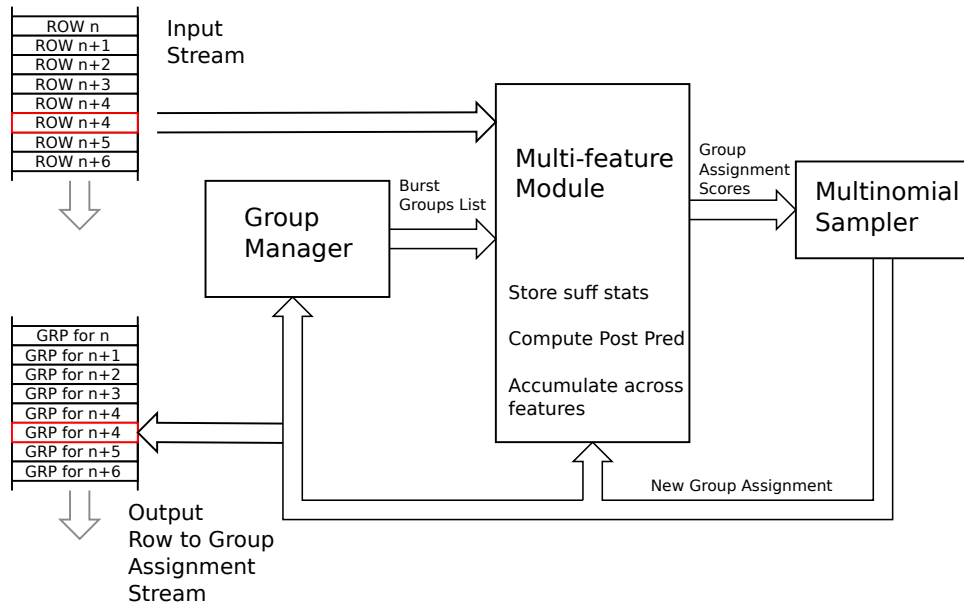 ROW n
ROW n+1
ROW n+2
ROW n+3
ROW n+4
ROW n+4
ROW n+5
ROW n+6
Input
Stream
Group
Manager
Burst
Groups List
Multi-feature
Module
Store suff stats
Compute Post Pred
Accumulate across
features
Group
Assignment
Scores
Multinomial
Sampler
New Group Assignment
GRP for n
GRP for n+1
GRP for n+2
GRP for n+3
GRP for n+4
GRP for n+4
GRP for n+5
GRP for n+6
Output
Row to Group
Assignment
Stream